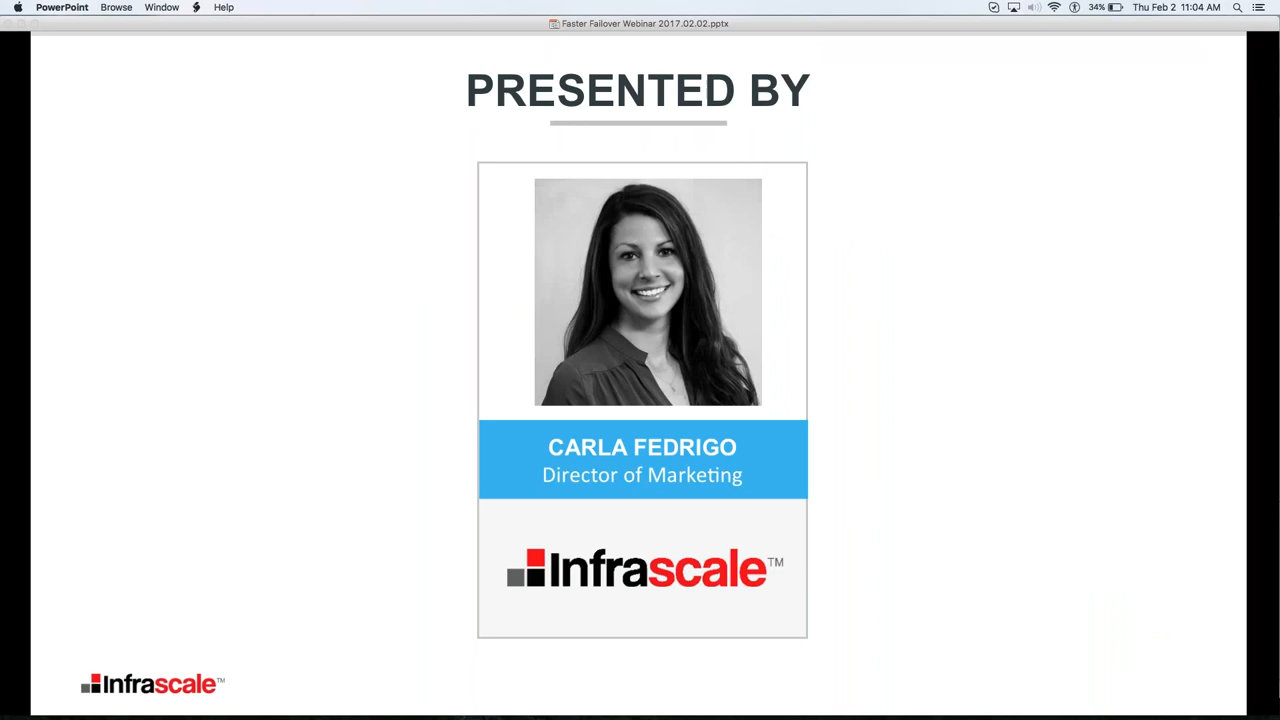 PowerPoint Browse Window Help 34% Thu Feb 2 11:04 AM
Faster Failover Webinar 2017.02.02.pptx
PRESENTED BY
CARLA FEDRIGO
Director of Marketing
Infrascale™
Infrascale™